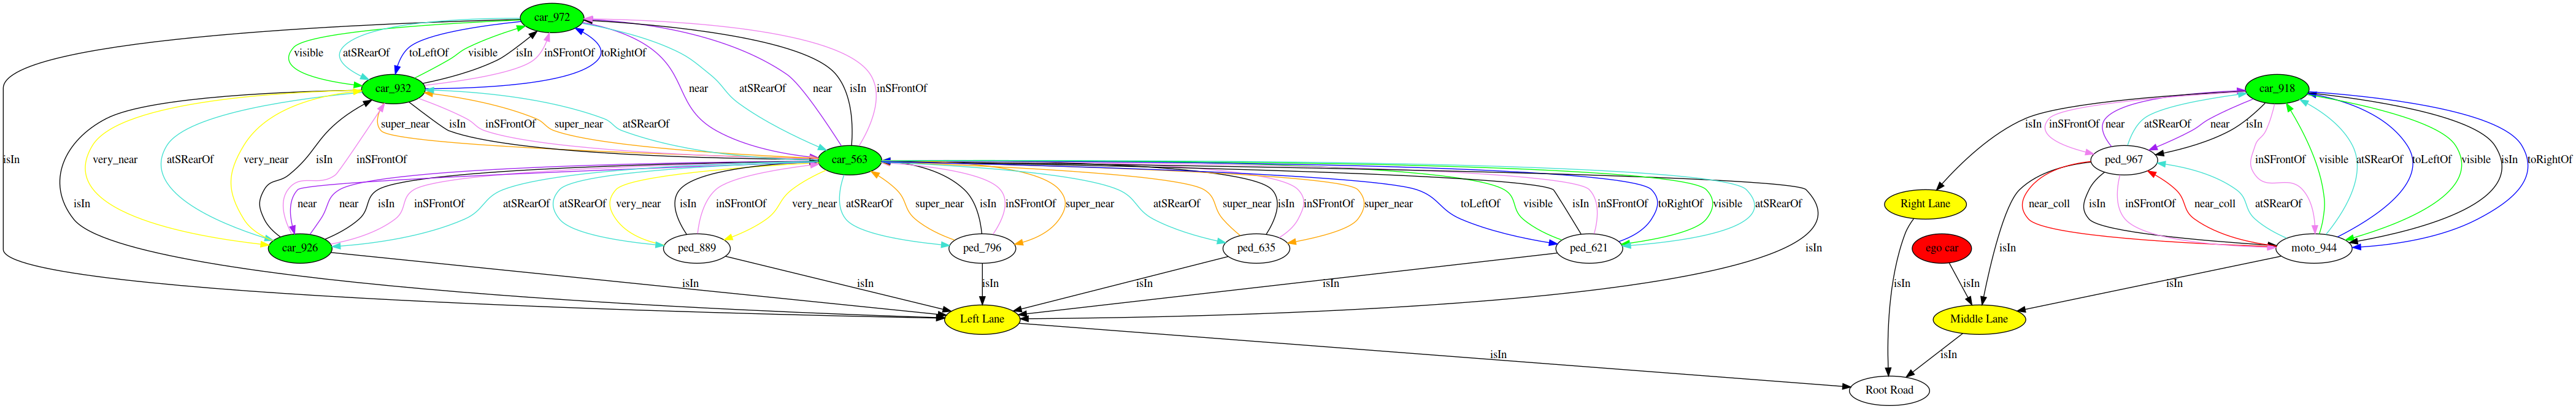 car_972
visible atSRearOf toLeftOf visible isIn inSFrontOf toRightOf
car_932 near atSRearOf near isIn inSFrontOf car_918
super_near isIn inSFrontOf super_near atSRearOf isIn inSFrontOf near atSRearOf near isIn
isIn very_near atSRearOf very_near isIn inSFrontOf car_563 ped_967 inSFrontOf visible atSRearOf toLeftOf visible isIn toRightOf
isIn near near isIn inSFrontOf atSRearOf atSRearOf very_near isIn inSFrontOf very_near atSRearOf super_near isIn inSFrontOf super_near atSRearOf super_near isIn inSFrontOf super_near toLeftOf visible isIn inSFrontOf toRightOf visible atSRearOf Right Lane near_coll isIn inSFrontOf near_coll atSRearOf
car_926 ped_889 ped_796 ped_635 ped_621 isIn ego car isIn moto_944
isIn isIn isIn isIn isIn isIn isIn isIn
Left Lane Middle Lane
isIn isIn
Root Road